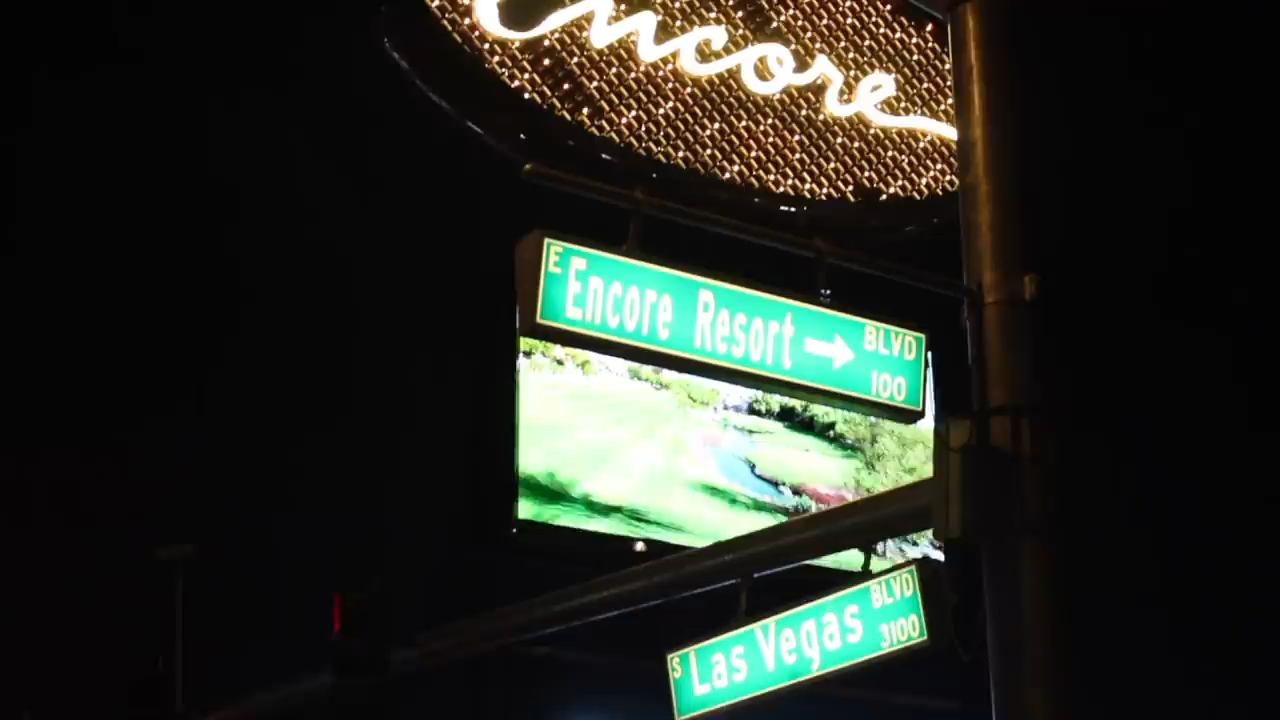 Encore
E Encore Resort → BLVD
100
S Las Vegas BLVD
3100